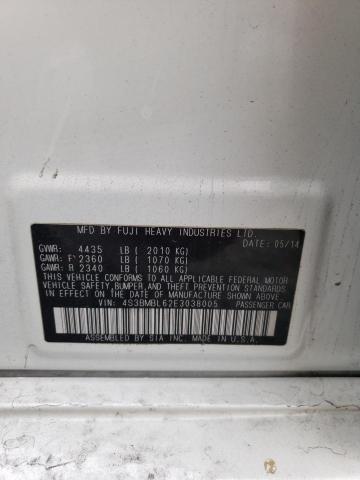 MFD BY FUJI HEAVY INDUSTRIES LTD.
DATE: 05/14
GVWR: 4435 LB ( 2010 KG)
GAWR: F 2360 LB ( 1070 KG)
GAWR: R 2340 LB ( 1060 KG)
THIS VEHICLE CONFORMS TO ALL APPLICABLE FEDERAL MOTOR
VEHICLE SAFETY, BUMPER, AND THEFT PREVENTION STANDARDS
IN EFFECT ON THE DATE OF MANUFACTURE SHOWN ABOVE.
VIN: 4S3BMBL62E3038005 PASSENGER CAR
ASSEMBLED BY SIA INC. MADE IN U.S.A.